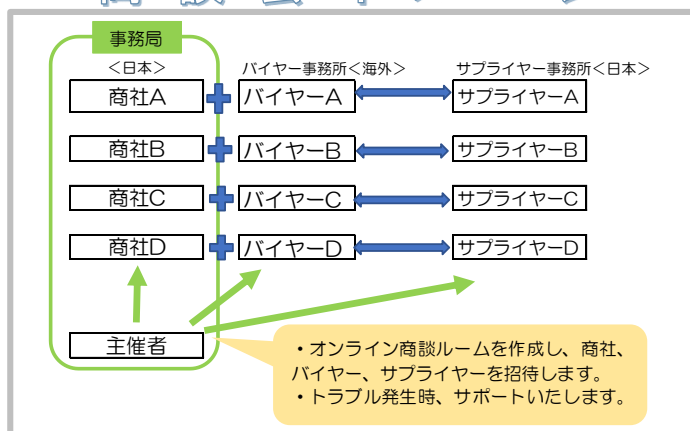 事務局
<日本>
バイヤー事務所<海外>
サプライヤー事務所<日本>
商社A
バイヤーA
サプライヤーA
商社B
バイヤーB
サプライヤーB
商社C
バイヤーC
サプライヤーC
商社D
バイヤーD
サプライヤーD
主催者
・オンライン商談ルームを作成し、商社、
バイヤー、サプライヤーを招待します。
・トラブル発生時、サポートいたします。